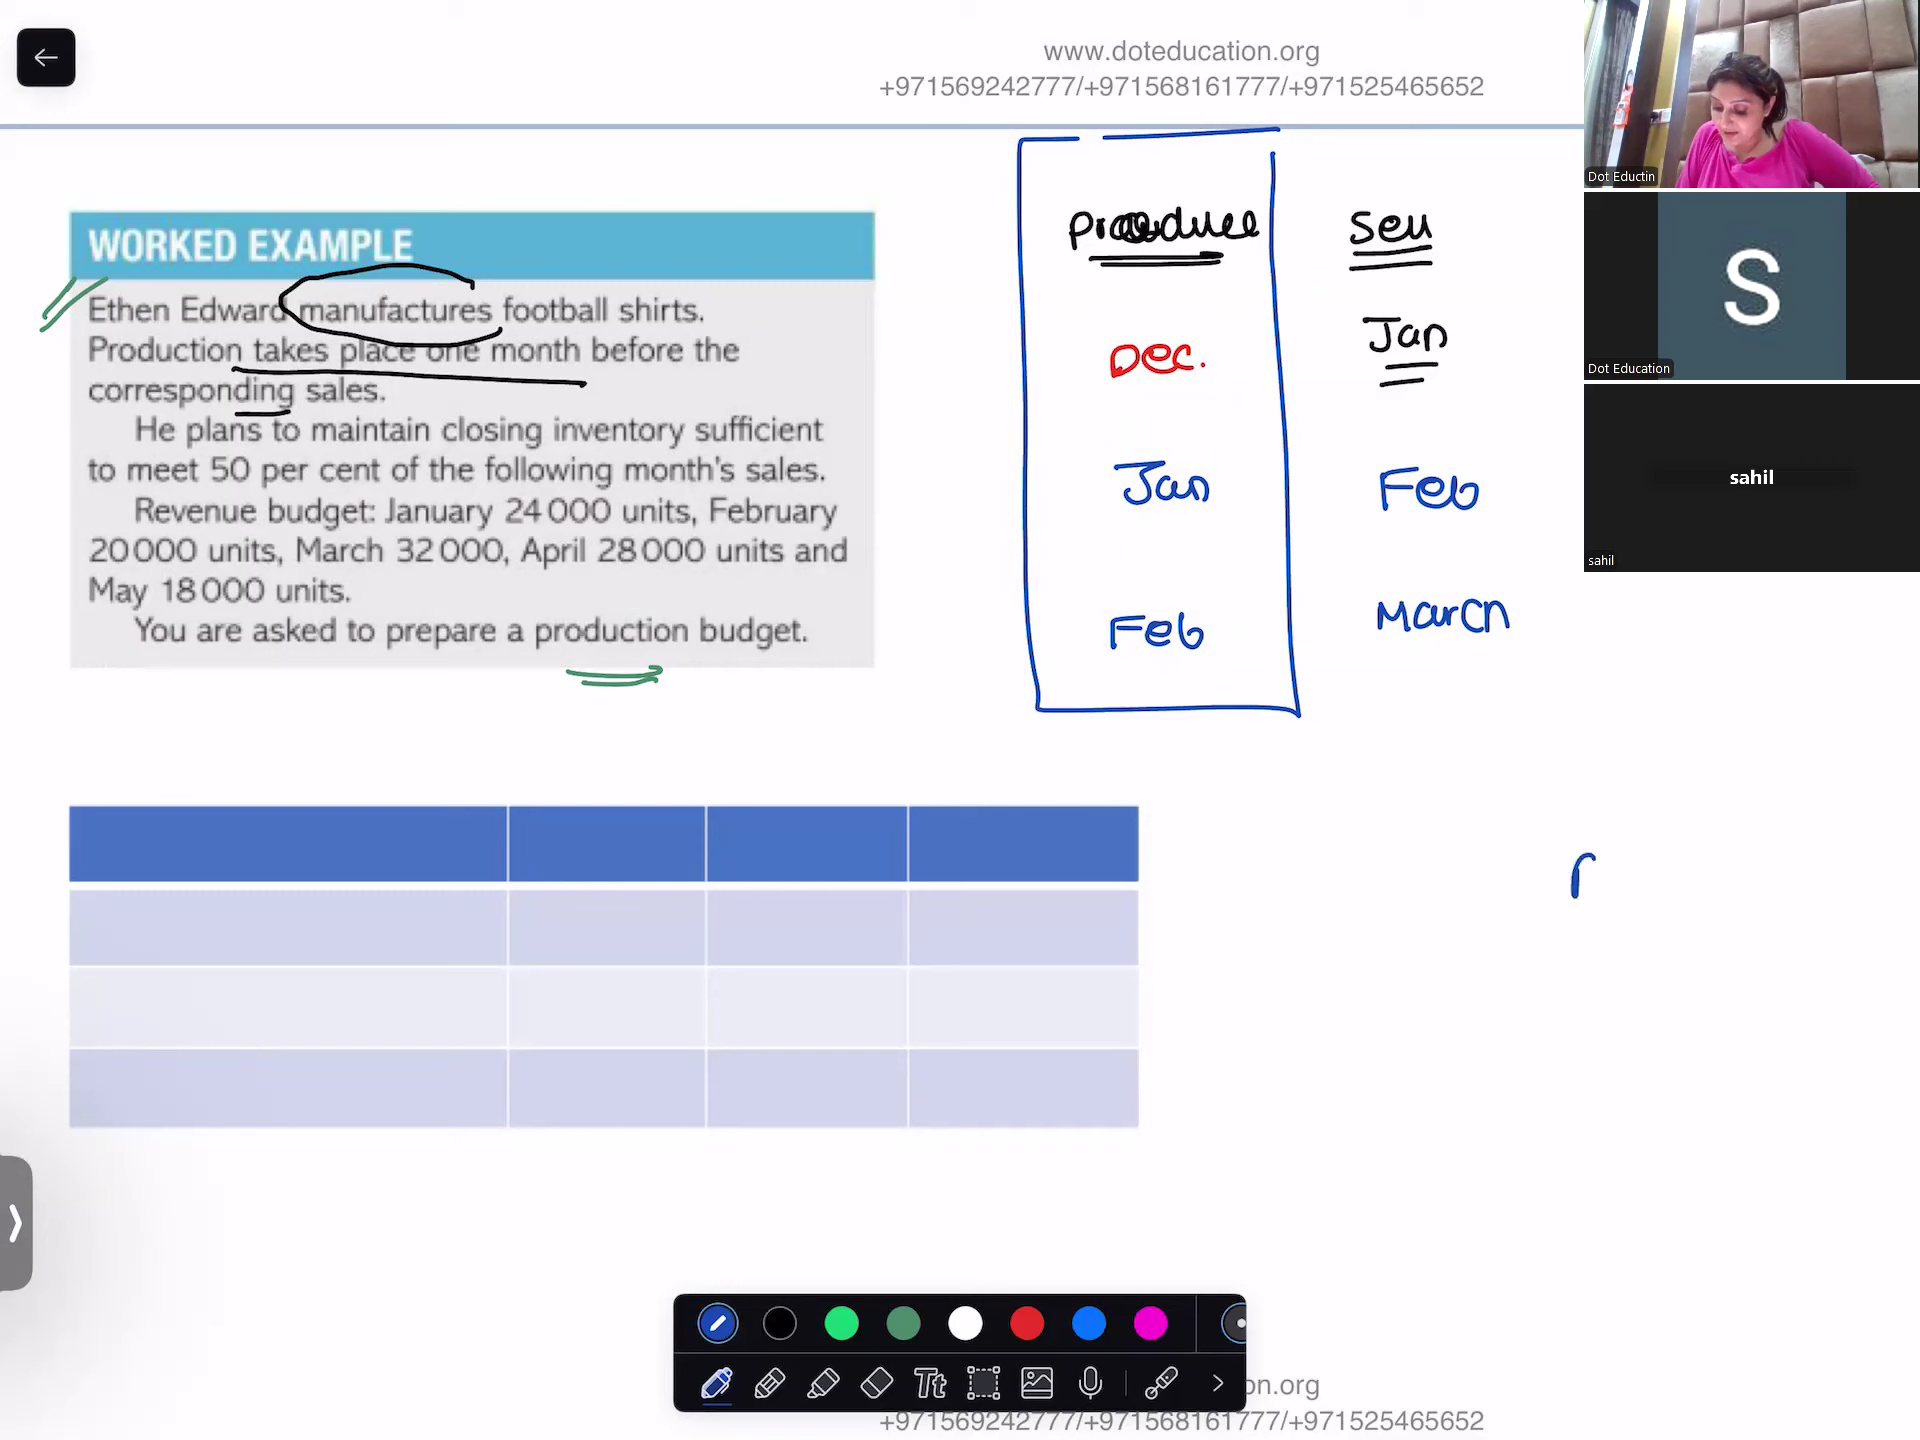 www.doteducation.org
+971569242777/+971568161777/+971525465652
WORKED EXAMPLE
Ethen Edward manufactures football shirts.
Production takes place one month before the
corresponding sales.
He plans to maintain closing inventory sufficient
to meet 50 per cent of the following month's sales.
Revenue budget: January 24 000 units, February
20 000 units, March 32 000, April 28 000 units and
May 18 000 units.
You are asked to prepare a production budget.
produce Sell
Dec. Jan
Jan Feb
Feb March
Dot Eductin
S
Dot Education
sahil
sahil
Tt
on.org
+971569242777/+971568161777/+971525465652